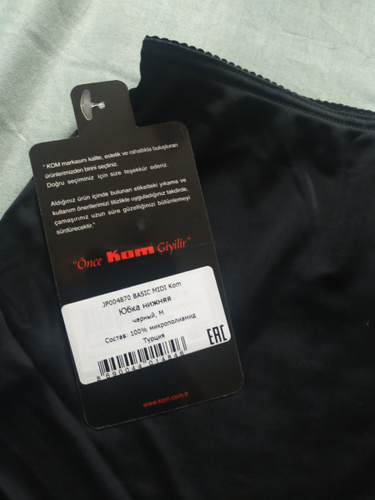 " KOM markasını kalite, estetik ve rahatlıkla buluşturan
ürünlerimizden birini seçtiniz.
Doğru seçiminiz için size teşekkür ederiz.
Aldığınız ürün içinde bulunan etiketteki yıkama ve
kullanım önerilerimizi titizlikle uyguladığınız takdirde,
çamaşırınız uzun süre güzelliğinizi bütünlemeyi
sürdürecektir."
"Önce Kom Giyilir"
JP004870 BASIC MIDI Kom
Юбка нижняя
черный, M
Состав: 100% микрополиамид
Турция
EAC
www.kom.com.tr